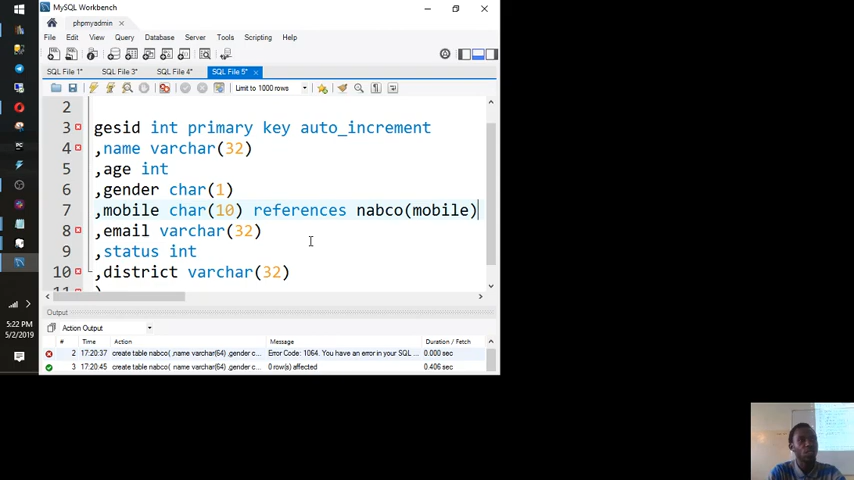 MySQL Workbench
phpmyadmin ×
File Edit View Query Database Server Tools Scripting Help
SQL File 1* SQL File 3* SQL File 4* SQL File 5* ×
Limit to 1000 rows
2
3 gesid int primary key auto_increment
4 ,name varchar(32)
5 ,age int
6 ,gender char(1)
7 ,mobile char(10) references nabco(mobile)
8 ,email varchar(32)
9 ,status int
10 ,district varchar(32)
11 )
Output
Action Output
# Time Action Message Duration / Fetch
2 17:20:37 create table nabco( ,name varchar(64) ,gender c... Error Code: 1064. You have an error in your SQL ... 0.000 sec
3 17:20:45 create table nabco( name varchar(64) ,gender c... 0 row(s) affected 0.406 sec
5:22 PM
5/2/2019